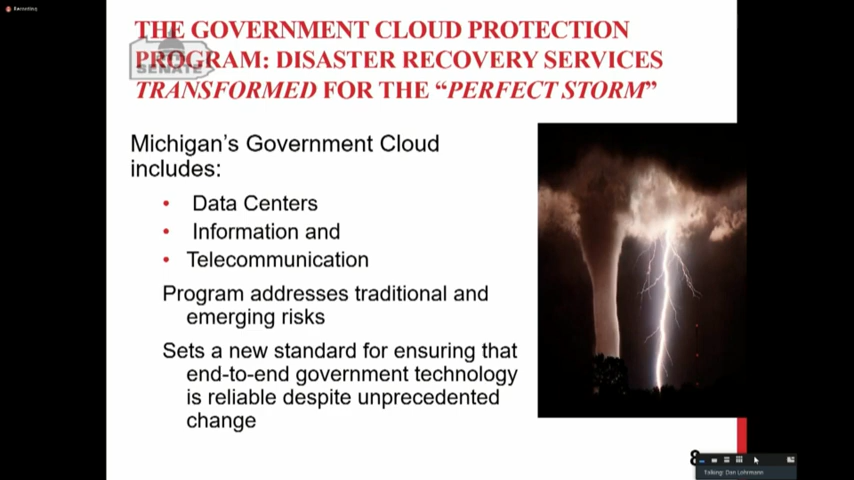 Recording
THE GOVERNMENT CLOUD PROTECTION
PROGRAM: DISASTER RECOVERY SERVICES
SENATE
TRANSFORMED FOR THE “PERFECT STORM”
Michigan’s Government Cloud
includes:
• Data Centers
• Information and
• Telecommunication
Program addresses traditional and
emerging risks
Sets a new standard for ensuring that
end-to-end government technology
is reliable despite unprecedented
change
8
Talking: Dan Lohrmann